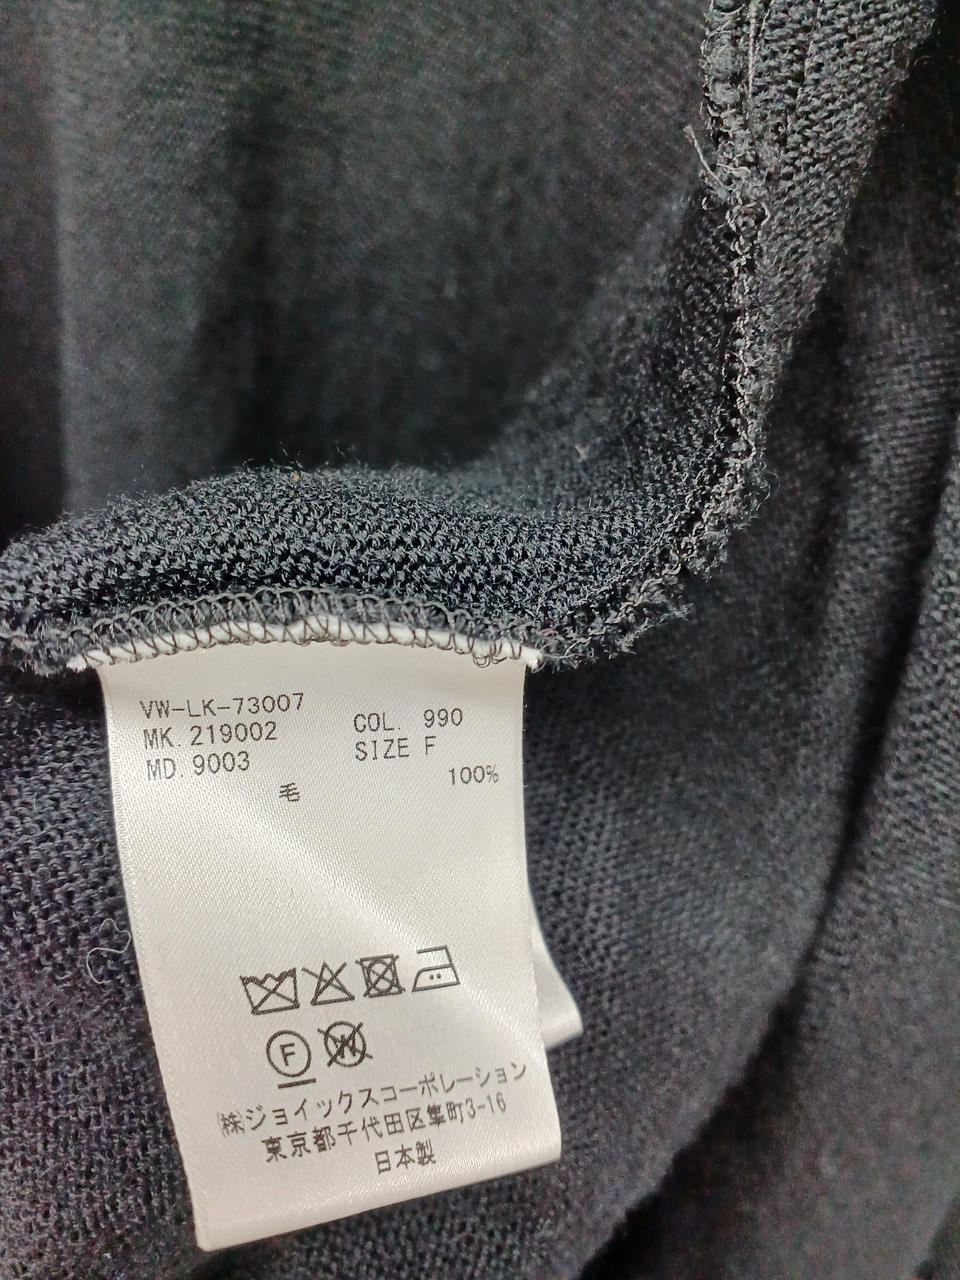 VW-LK-73007
MK. 219002 COL. 990
MD. 9003 SIZE F
毛 100%
F
W
㈱ジョイックスコーポレーション
東京都千代田区隼町3-16
日本製